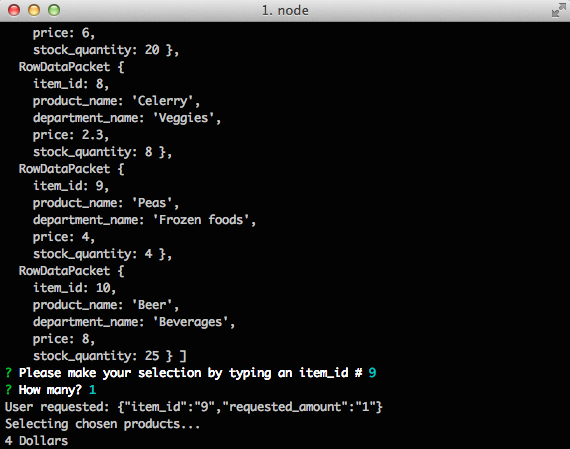 1. node
price: 6,
stock_quantity: 20 },
RowDataPacket {
item_id: 8,
product_name: 'Celerry',
department_name: 'Veggies',
price: 2.3,
stock_quantity: 8 },
RowDataPacket {
item_id: 9,
product_name: 'Peas',
department_name: 'Frozen foods',
price: 4,
stock_quantity: 4 },
RowDataPacket {
item_id: 10,
product_name: 'Beer',
department_name: 'Beverages',
price: 8,
stock_quantity: 25 } ]
? Please make your selection by typing an item_id # 9
? How many? 1
User requested: {"item_id":"9","requested_amount":"1"}
Selecting chosen products...
4 Dollars